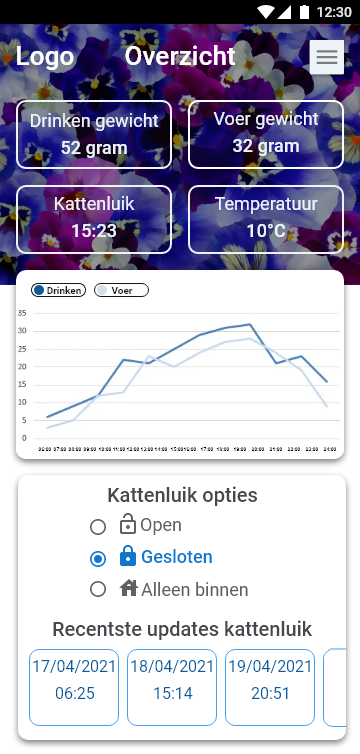 12:30
Logo Overzicht
Drinken gewicht
52 gram
Voer gewicht
32 gram
Kattenluik
15:23
Temperatuur
10°C
Drinken Voer
35
30
25
20
15
10
5
0
06:00 07:00 08:00 09:00 10:00 11:00 12:00 13:00 14:00 15:00 16:00 17:00 18:00 19:00 20:00 21:00 22:00 23:00 24:00
Kattenluik opties
Open
Gesloten
Alleen binnen
Recentste updates kattenluik
17/04/2021
06:25
18/04/2021
15:14
19/04/2021
20:51